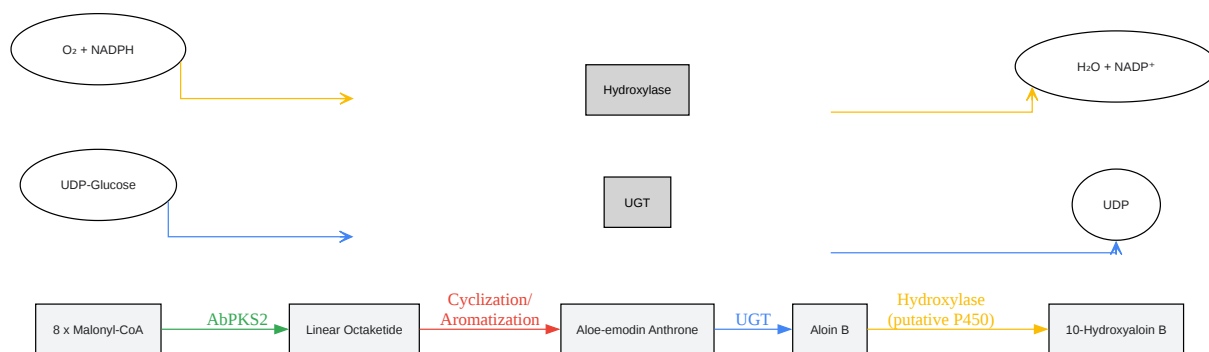 O₂ + NADPH
Hydroxylase
H₂O + NADP⁺
UDP-Glucose
UGT
UDP
8 x Malonyl-CoA
AbPKS2
Linear Octaketide
Cyclization/
Aromatization
Aloe-emodin Anthrone
UGT
Aloin B
Hydroxylase
(putative P450)
10-Hydroxyaloin B